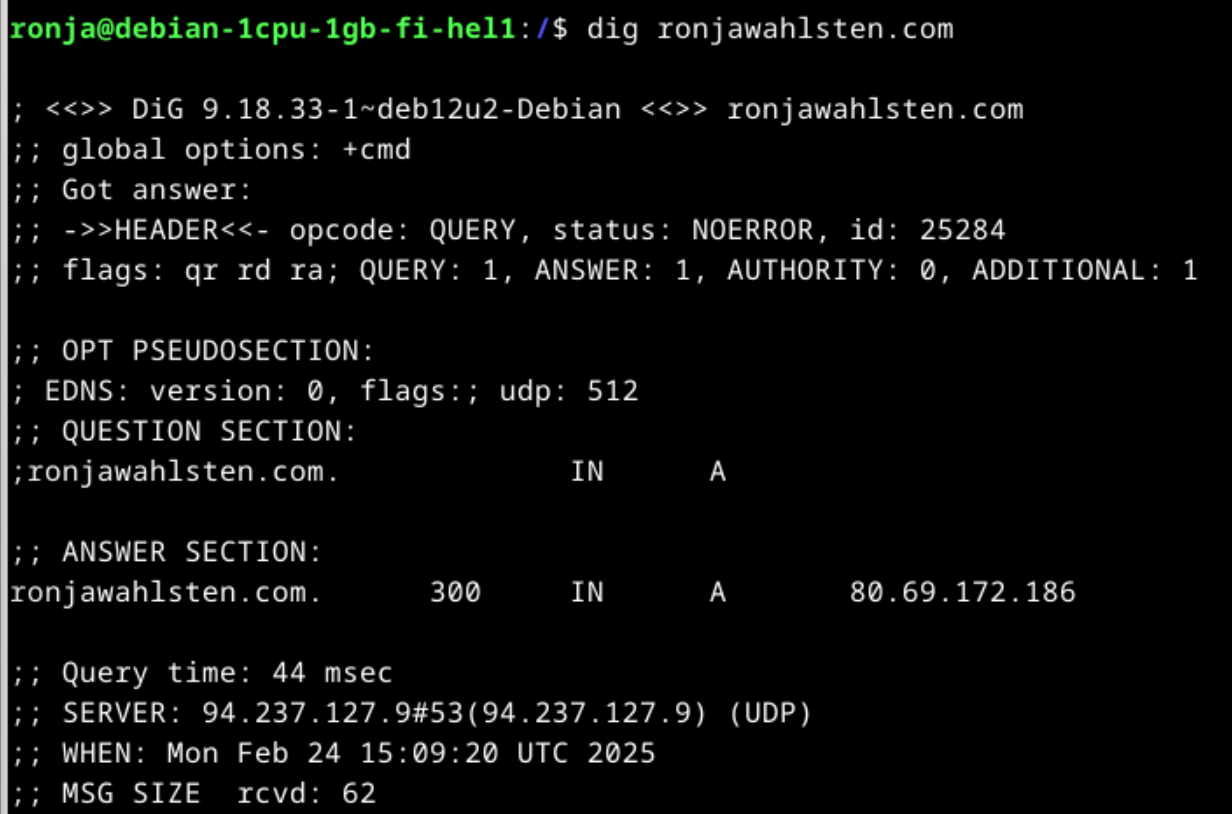 ronja@debian-1cpu-1gb-fi-hel1:/$ dig ronjawahlsten.com
; <<>> DiG 9.18.33-1~deb12u2-Debian <<>> ronjawahlsten.com
;; global options: +cmd
;; Got answer:
;; ->>HEADER<<- opcode: QUERY, status: NOERROR, id: 25284
;; flags: qr rd ra; QUERY: 1, ANSWER: 1, AUTHORITY: 0, ADDITIONAL: 1
;; OPT PSEUDOSECTION:
; EDNS: version: 0, flags:; udp: 512
;; QUESTION SECTION:
;ronjawahlsten.com. IN A
;; ANSWER SECTION:
ronjawahlsten.com. 300 IN A 80.69.172.186
;; Query time: 44 msec
;; SERVER: 94.237.127.9#53(94.237.127.9) (UDP)
;; WHEN: Mon Feb 24 15:09:20 UTC 2025
;; MSG SIZE  rcvd: 62